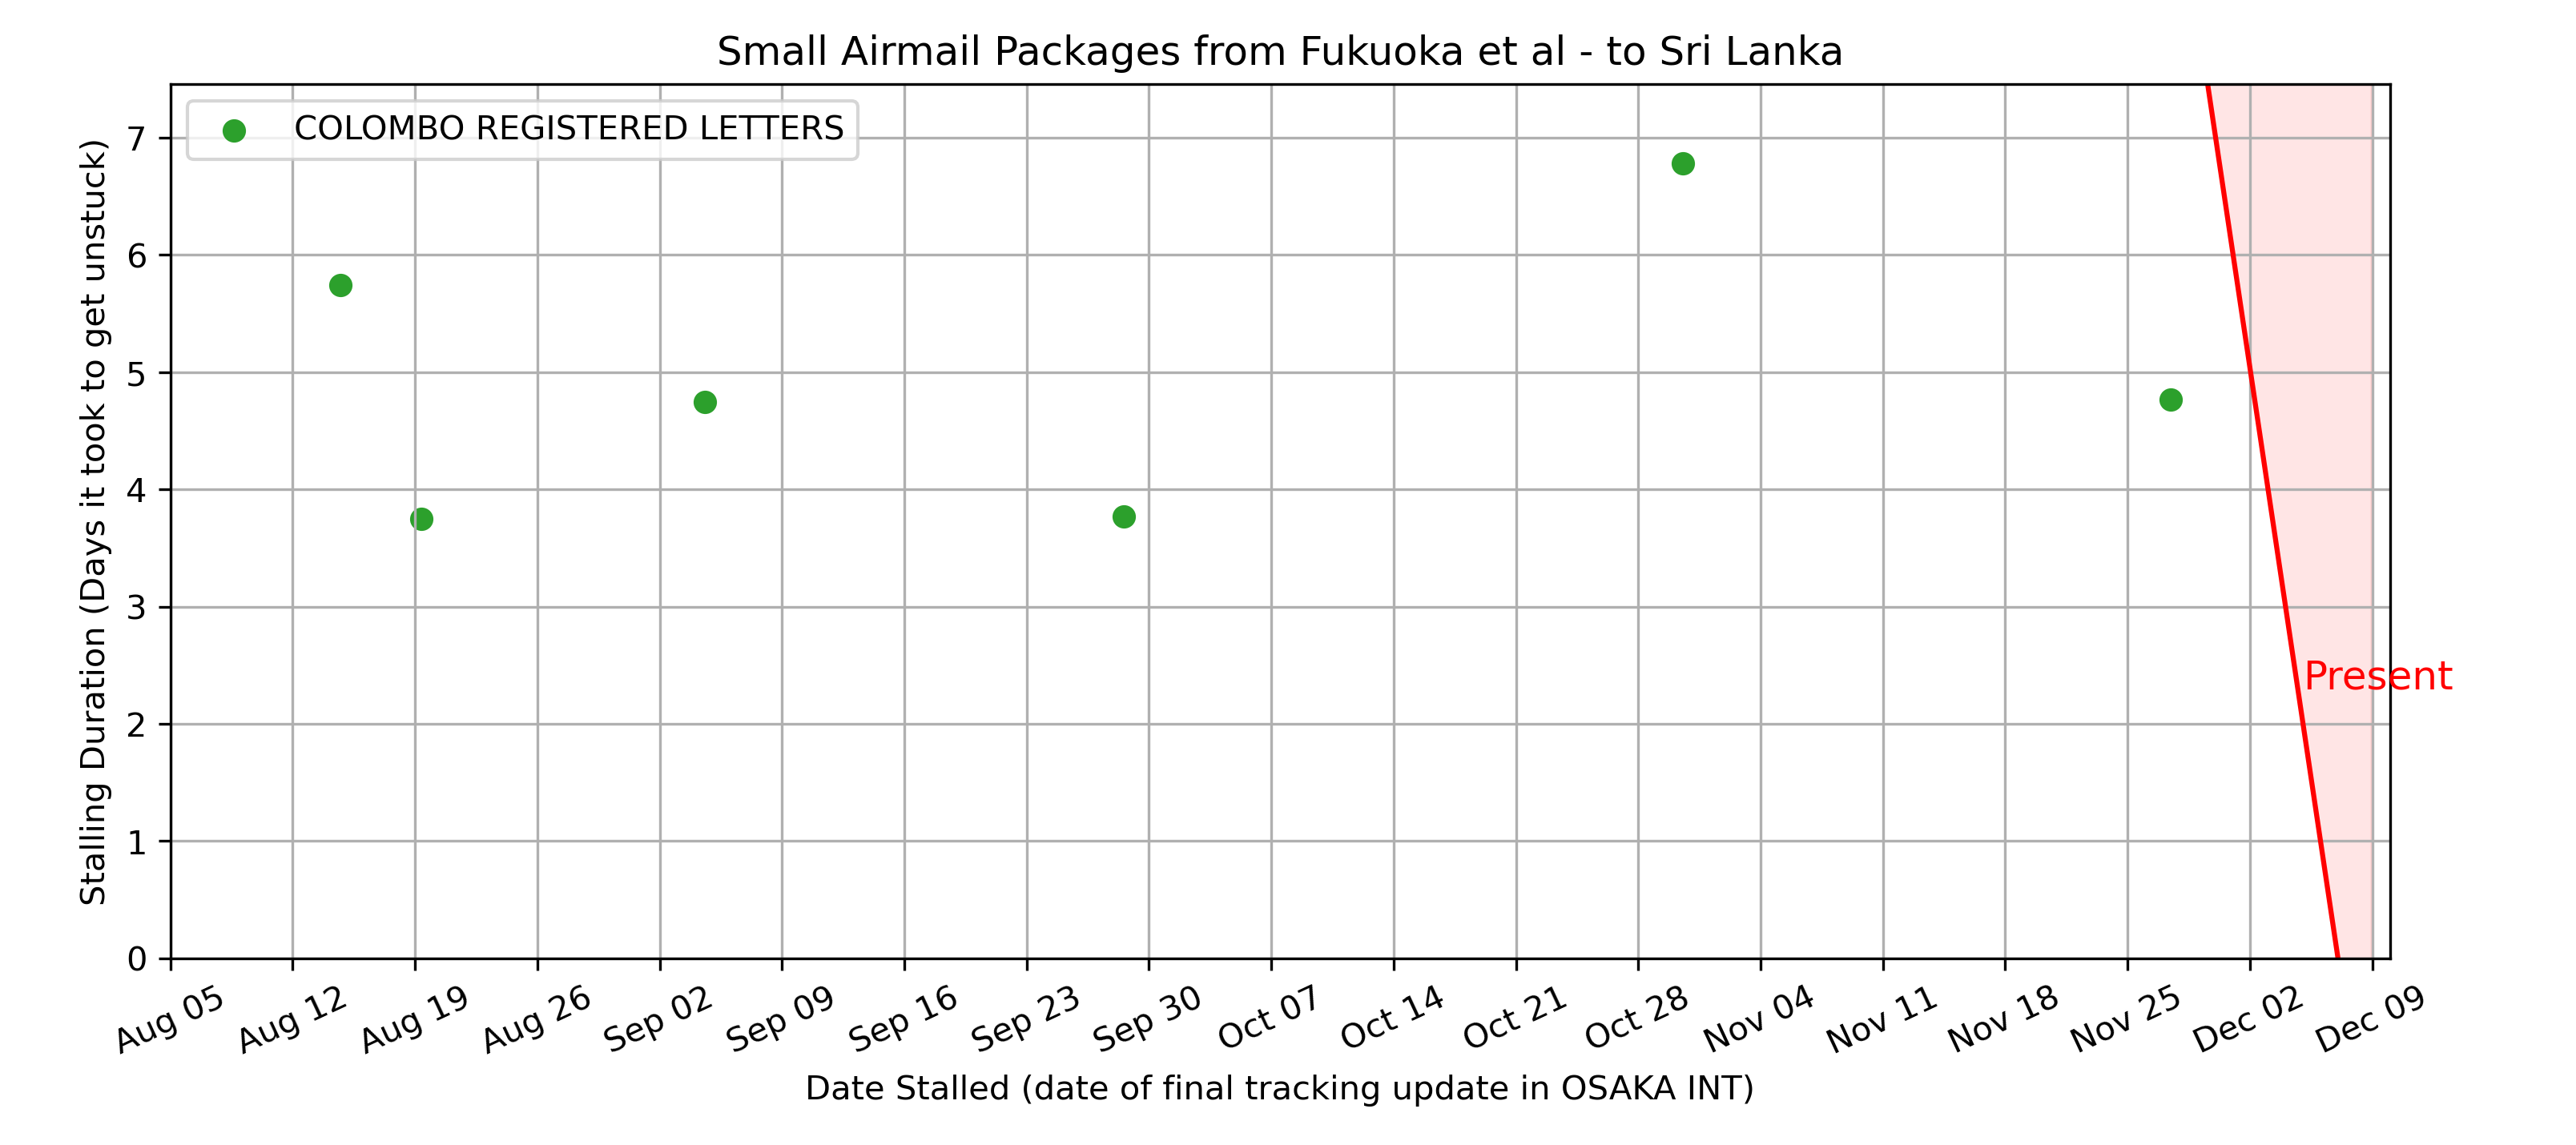 Small Airmail Packages from Fukuoka et al - to Sri Lanka
COLOMBO REGISTERED LETTERS
Stalling Duration (Days it took to get unstuck)
7
6
5
4
3
2
1
0
Present
Aug 05
Aug 12
Aug 19
Aug 26
Sep 02
Sep 09
Sep 16
Sep 23
Sep 30
Oct 07
Oct 14
Oct 21
Oct 28
Nov 04
Nov 11
Nov 18
Nov 25
Dec 02
Dec 09
Date Stalled (date of final tracking update in OSAKA INT)